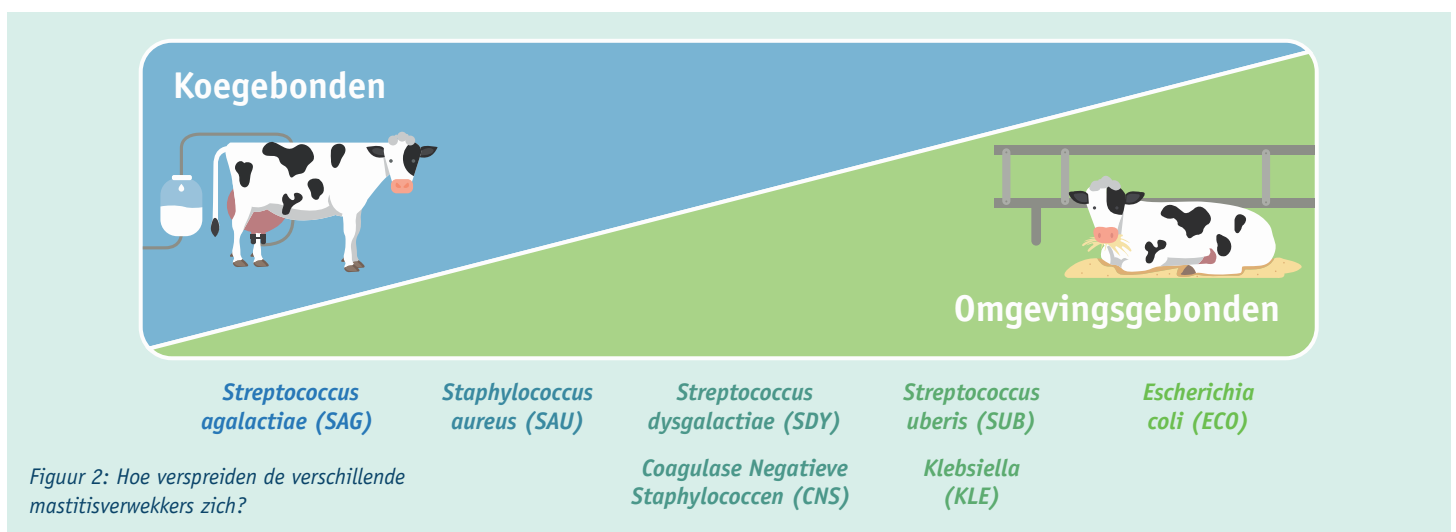 Koegebonden
Omgevingsgebonden
Streptococcus
agalactiae (SAG)
Staphylococcus
aureus (SAU)
Streptococcus
dysgalactiae (SDY)
Streptococcus
uberis (SUB)
Escherichia
coli (ECO)
Coagulase Negatieve
Staphylococcen (CNS)
Klebsiella
(KLE)
Figuur 2: Hoe verspreiden de verschillende
mastitisverwekkers zich?